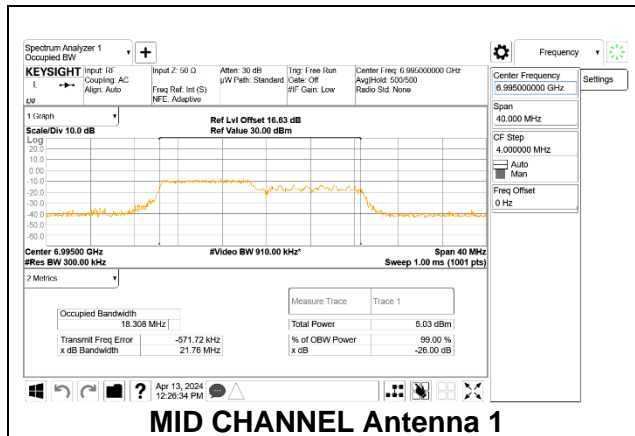 Spectrum Analyzer 1
Occupied BW
Frequency
KEYSIGHT
L
Input: RF
Coupling: AC
Align: Auto
Input Z: 50 Ω
Freq Ref: Int (S)
NFE: Adaptive
Atten: 30 dB
µW Path: Standard
Trig: Free Run
Gate: Off
#IF Gain: Low
Center Freq: 6.995000000 GHz
Avg|Hold: 500/500
Radio Std: None
Center Frequency
6.995000000 GHz
Settings
Span
40.000 MHz
CF Step
4.000000 MHz
Auto
Man
Freq Offset
0 Hz
1 Graph
Scale/Div 10.0 dB
Ref Lvl Offset 16.63 dB
Ref Value 30.00 dBm
Log
20.0
10.0
0.00
-10.0
-20.0
-30.0
-40.0
-50.0
-60.0
Center 6.99500 GHz
#Video BW 910.00 kHz*
Span 40 MHz
#Res BW 300.00 kHz
Sweep 1.00 ms (1001 pts)
2 Metrics
Measure Trace Trace 1
Occupied Bandwidth
18.308 MHz
Total Power 5.03 dBm
Transmit Freq Error -571.72 kHz
% of OBW Power 99.00 %
x dB Bandwidth 21.76 MHz
x dB -26.00 dB
?
Apr 13, 2024
12:26:34 PM
MID CHANNEL Antenna 1